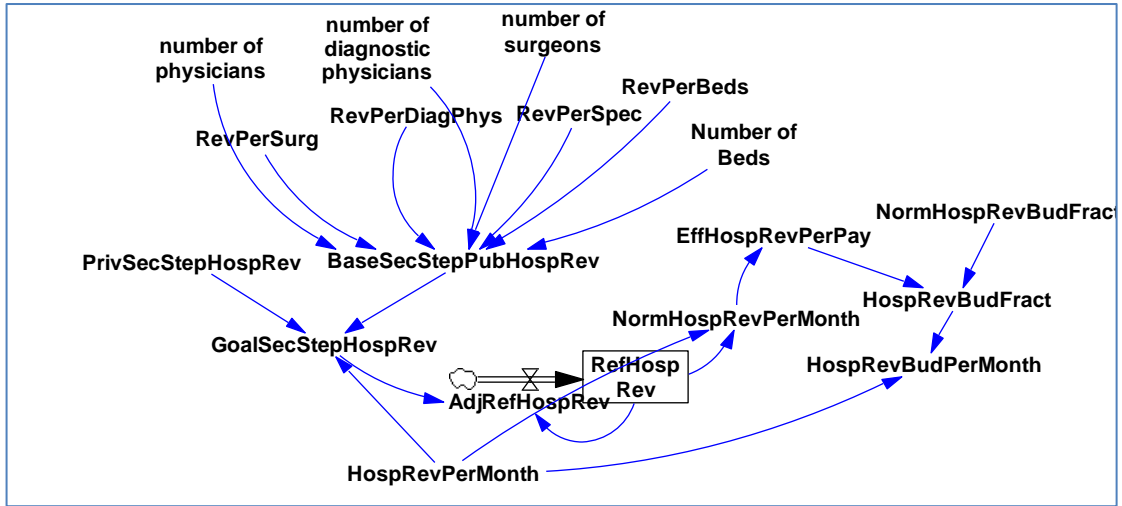 number of
physicians
number of
diagnostic
physicians
number of
surgeons
RevPerSurg
RevPerDiagPhys
RevPerSpec
RevPerBeds
Number of
Beds
PrivSecStepHospRev
BaseSecStepPubHospRev
EffHospRevPerPay
NormHospRevBudFract
GoalSecStepHospRev
NormHospRevPerMonth
HospRevBudFract
RefHosp
Rev
HospRevBudPerMonth
AdjRefHospRev
HospRevPerMonth